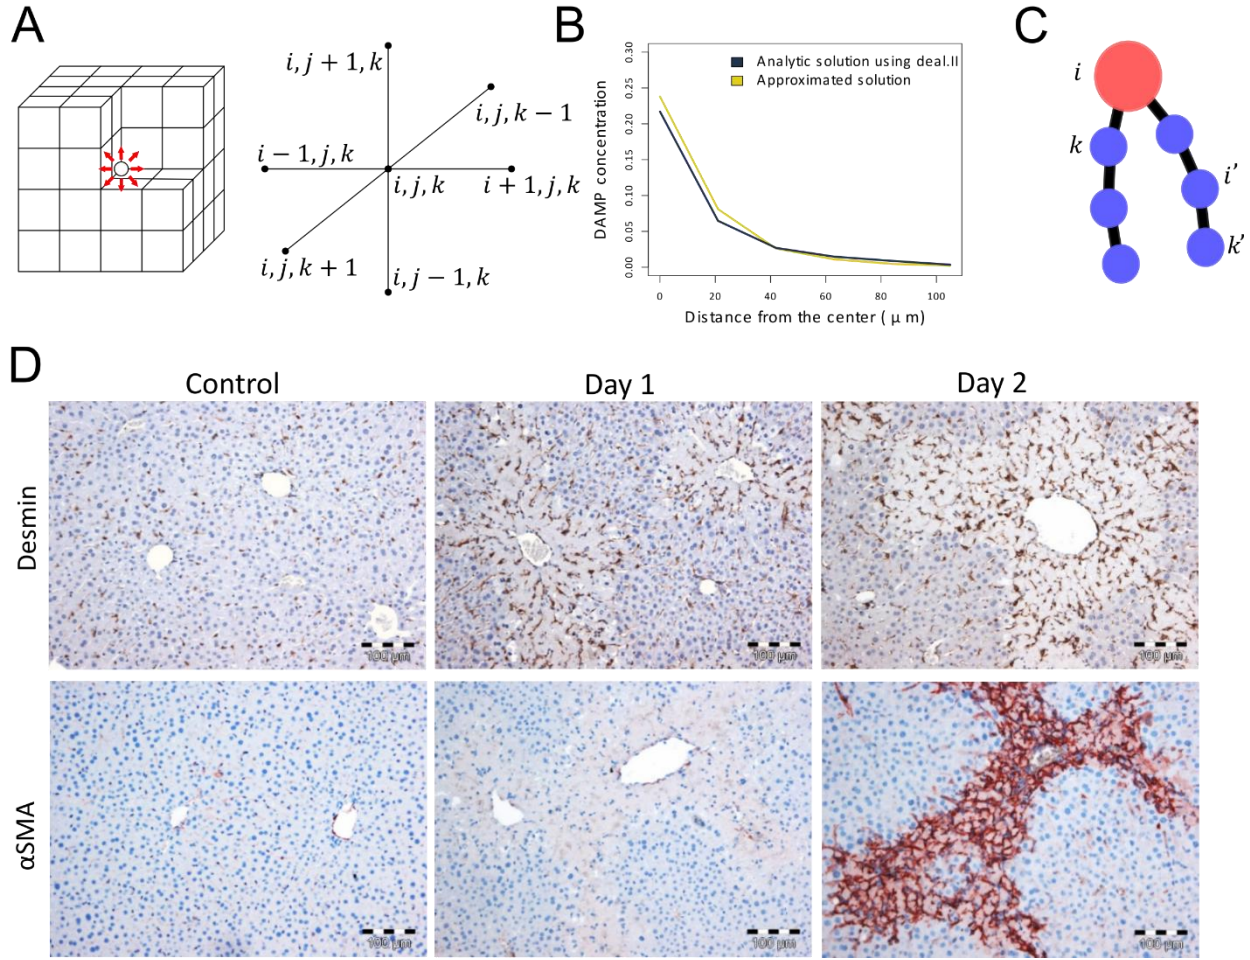 A
i, j + 1, k
i, j, k − 1
i − 1, j, k
i, j, k
i + 1, j, k
i, j, k + 1
i, j − 1, k
B
Analytic solution using deal.II
Approximated solution
DAMP concentration
0.30
0.25
0.20
0.15
0.10
0.05
0.00
0 20 40 60 80 100
Distance from the center ( μ m)
C
i
k
i'
k'
D
Control Day 1 Day 2
Desmin
100 μm 100 μm 100 μm
αSMA
100 μm 100 μm 100 μm